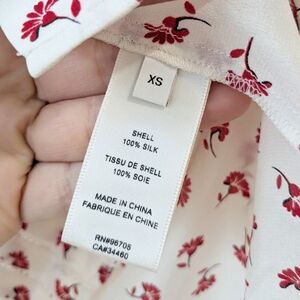 XS
SHELL
100% SILK
TISSU DE SHELL
100% SOIE
MADE IN CHINA
FABRIQUE EN CHINE
RN#96705
CA#34460